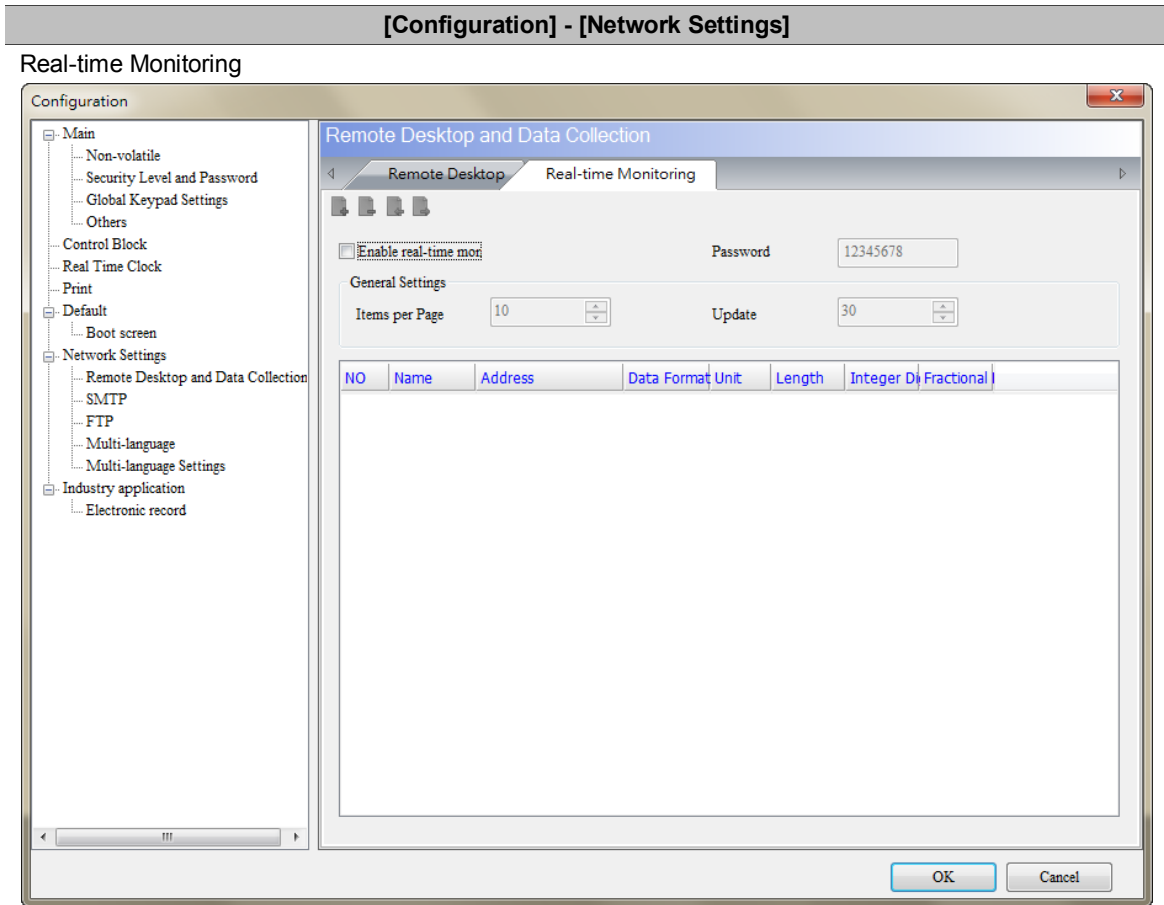 [Configuration] - [Network Settings]
Real-time Monitoring
Configuration
Main
Non-volatile
Security Level and Password
Global Keypad Settings
Others
Control Block
Real Time Clock
Print
Default
Boot screen
Network Settings
Remote Desktop and Data Collection
SMTP
FTP
Multi-language
Multi-language Settings
Industry application
Electronic record
Remote Desktop and Data Collection
Remote Desktop Real-time Monitoring
Enable real-time mon Password 12345678
General Settings
Items per Page 10 Update 30
NO Name Address Data Format Unit Length Integer Di Fractional
OK Cancel